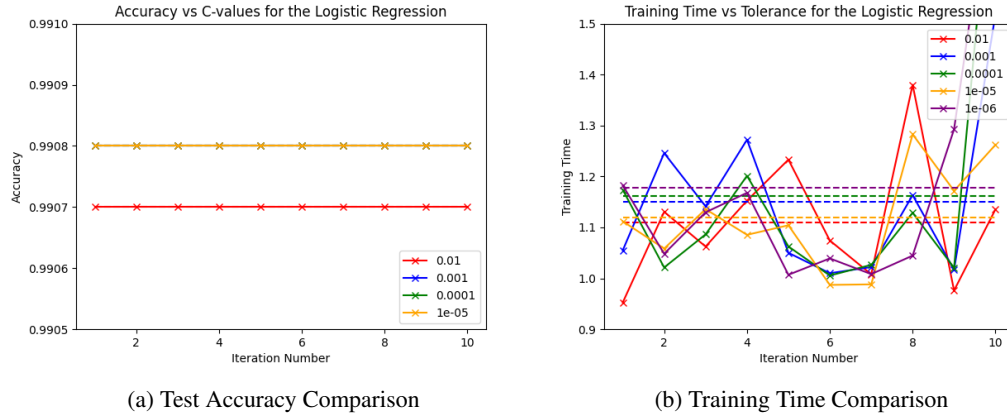 Accuracy vs C-values for the Logistic Regression
0.9910
0.9909
0.9908
0.9907
0.9906
0.9905
Accuracy
2
4
6
8
10
Iteration Number
0.01
0.001
0.0001
1e-05
(a) Test Accuracy Comparison
Training Time vs Tolerance for the Logistic Regression
1.5
1.4
1.3
1.2
1.1
1.0
0.9
Training Time
2
4
6
8
10
Iteration Number
0.01
0.001
0.0001
1e-05
1e-06
(b) Training Time Comparison